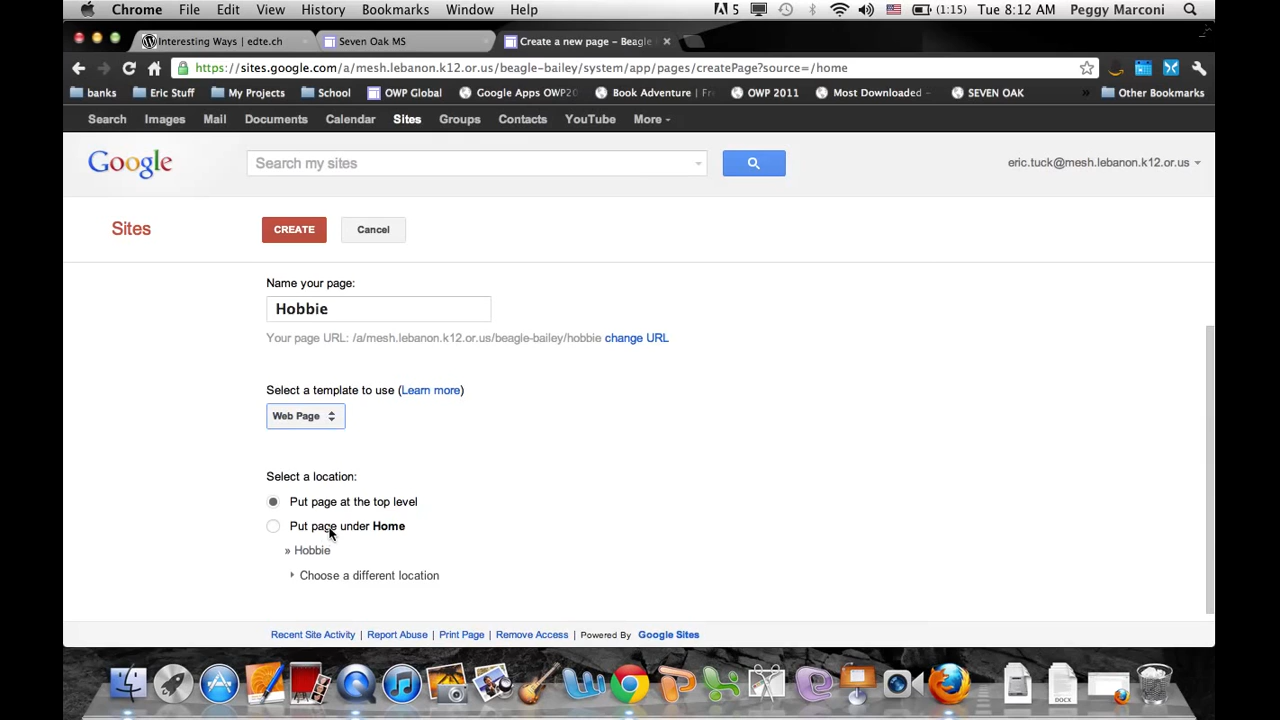 Chrome File Edit View History Bookmarks Window Help 5 (1:15) Tue 8:12 AM Peggy Marconi
Interesting Ways | edte.ch Seven Oak MS Create a new page – Beagle
https://sites.google.com/a/mesh.lebanon.k12.or.us/beagle-bailey/system/app/pages/createPage?source=/home
banks Eric Stuff My Projects School OWP Global Google Apps OWP20 Book Adventure | Fr OWP 2011 Most Downloaded – SEVEN OAK » Other Bookmarks
Search Images Mail Documents Calendar Sites Groups Contacts YouTube More
Google Search my sites eric.tuck@mesh.lebanon.k12.or.us
Sites CREATE Cancel
Name your page:
Hobbie
Your page URL: /a/mesh.lebanon.k12.or.us/beagle-bailey/hobbie change URL
Select a template to use (Learn more)
Web Page
Select a location:
Put page at the top level
Put page under Home
» Hobbie
Choose a different location
Recent Site Activity | Report Abuse | Print Page | Remove Access | Powered By Google Sites
DOCX